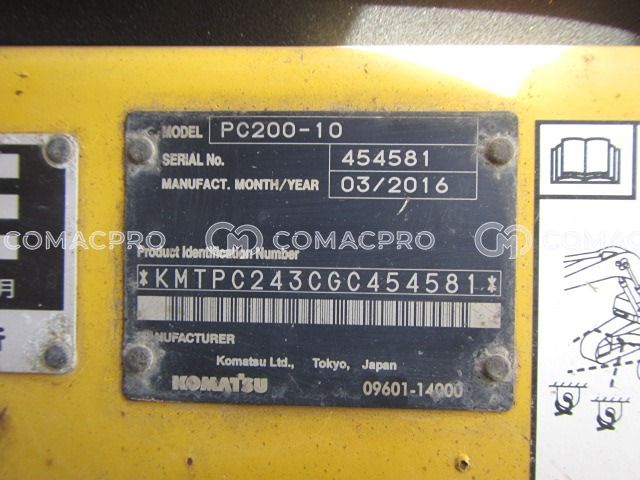 MODEL PC200-10
SERIAL No. 454581
MANUFACT. MONTH/YEAR 03/2016
COMACPRO COMACPRO COMACPRO
Product Identification Number
*KMTPC243CGC454581*
MANUFACTURER
Komatsu Ltd., Tokyo, Japan
KOMATSU 09601-14000
月